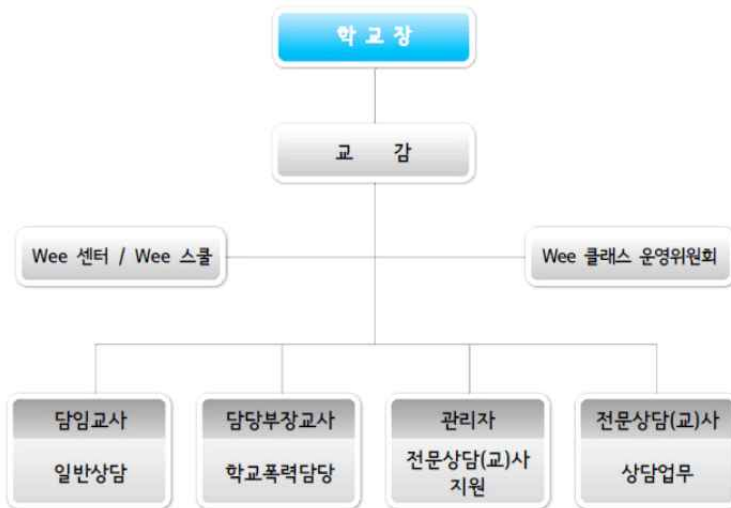 학 교 장
교 감
Wee 센터 / Wee 스쿨
Wee 클래스 운영위원회
담임교사
일반상담
담당부장교사
학교폭력담당
관리자
전문상담(교)사
지원
전문상담(교)사
상담업무